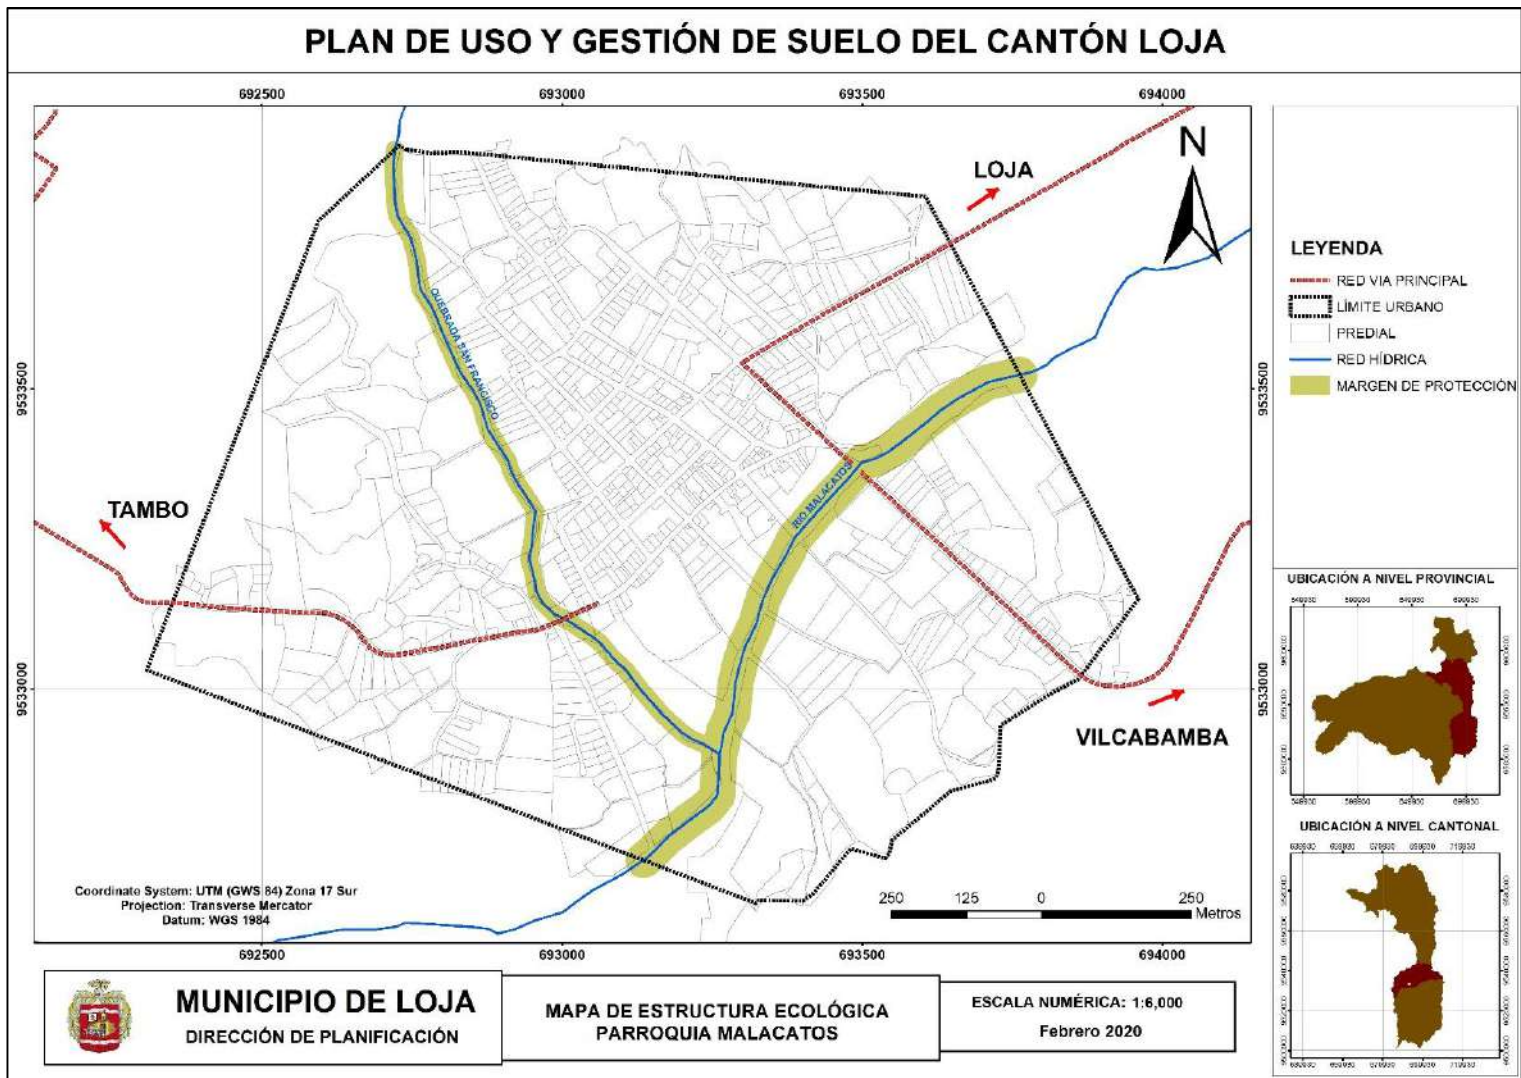 PLAN DE USO Y GESTIÓN DE SUELO DEL CANTÓN LOJA
692500
693000
693500
694000
N
LOJA
QUEBRADA SAN FRANCISCO
9533500
9533500
RIO MALACATOS
TAMBO
9533000
9533000
VILCABAMBA
Coordinate System: UTM (GWS 84) Zona 17 Sur
Projection: Transverse Mercator
Datum: WGS 1984
250 125 0 250
Metros
692500
693000
693500
694000
LEYENDA
RED VIA PRINCIPAL
LÍMITE URBANO
PREDIAL
RED HÍDRICA
MARGEN DE PROTECCIÓN
UBICACIÓN A NIVEL PROVINCIAL
UBICACIÓN A NIVEL CANTONAL
MUNICIPIO DE LOJA
DIRECCIÓN DE PLANIFICACIÓN
MAPA DE ESTRUCTURA ECOLÓGICA
PARROQUIA MALACATOS
ESCALA NUMÉRICA: 1:6,000
Febrero 2020